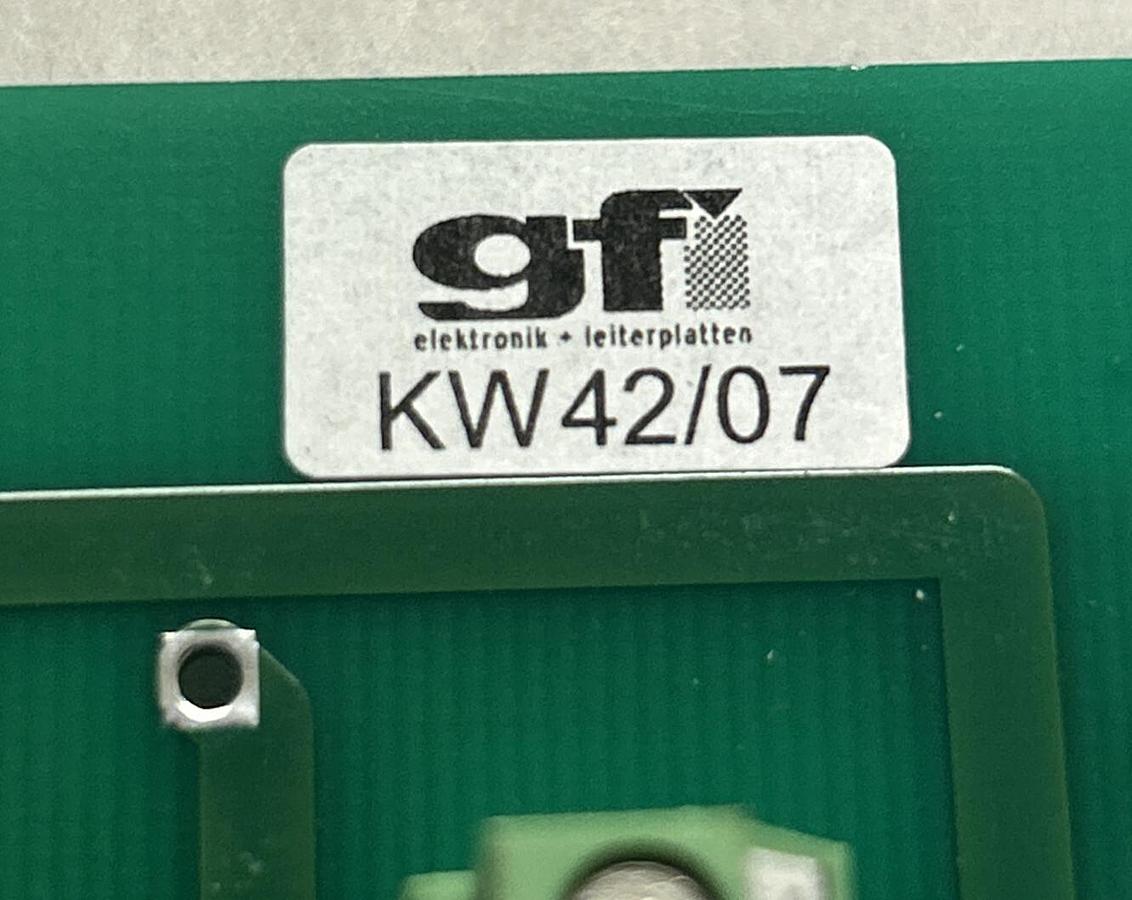 gfi
elektronik + leiterplatten
KW42/07